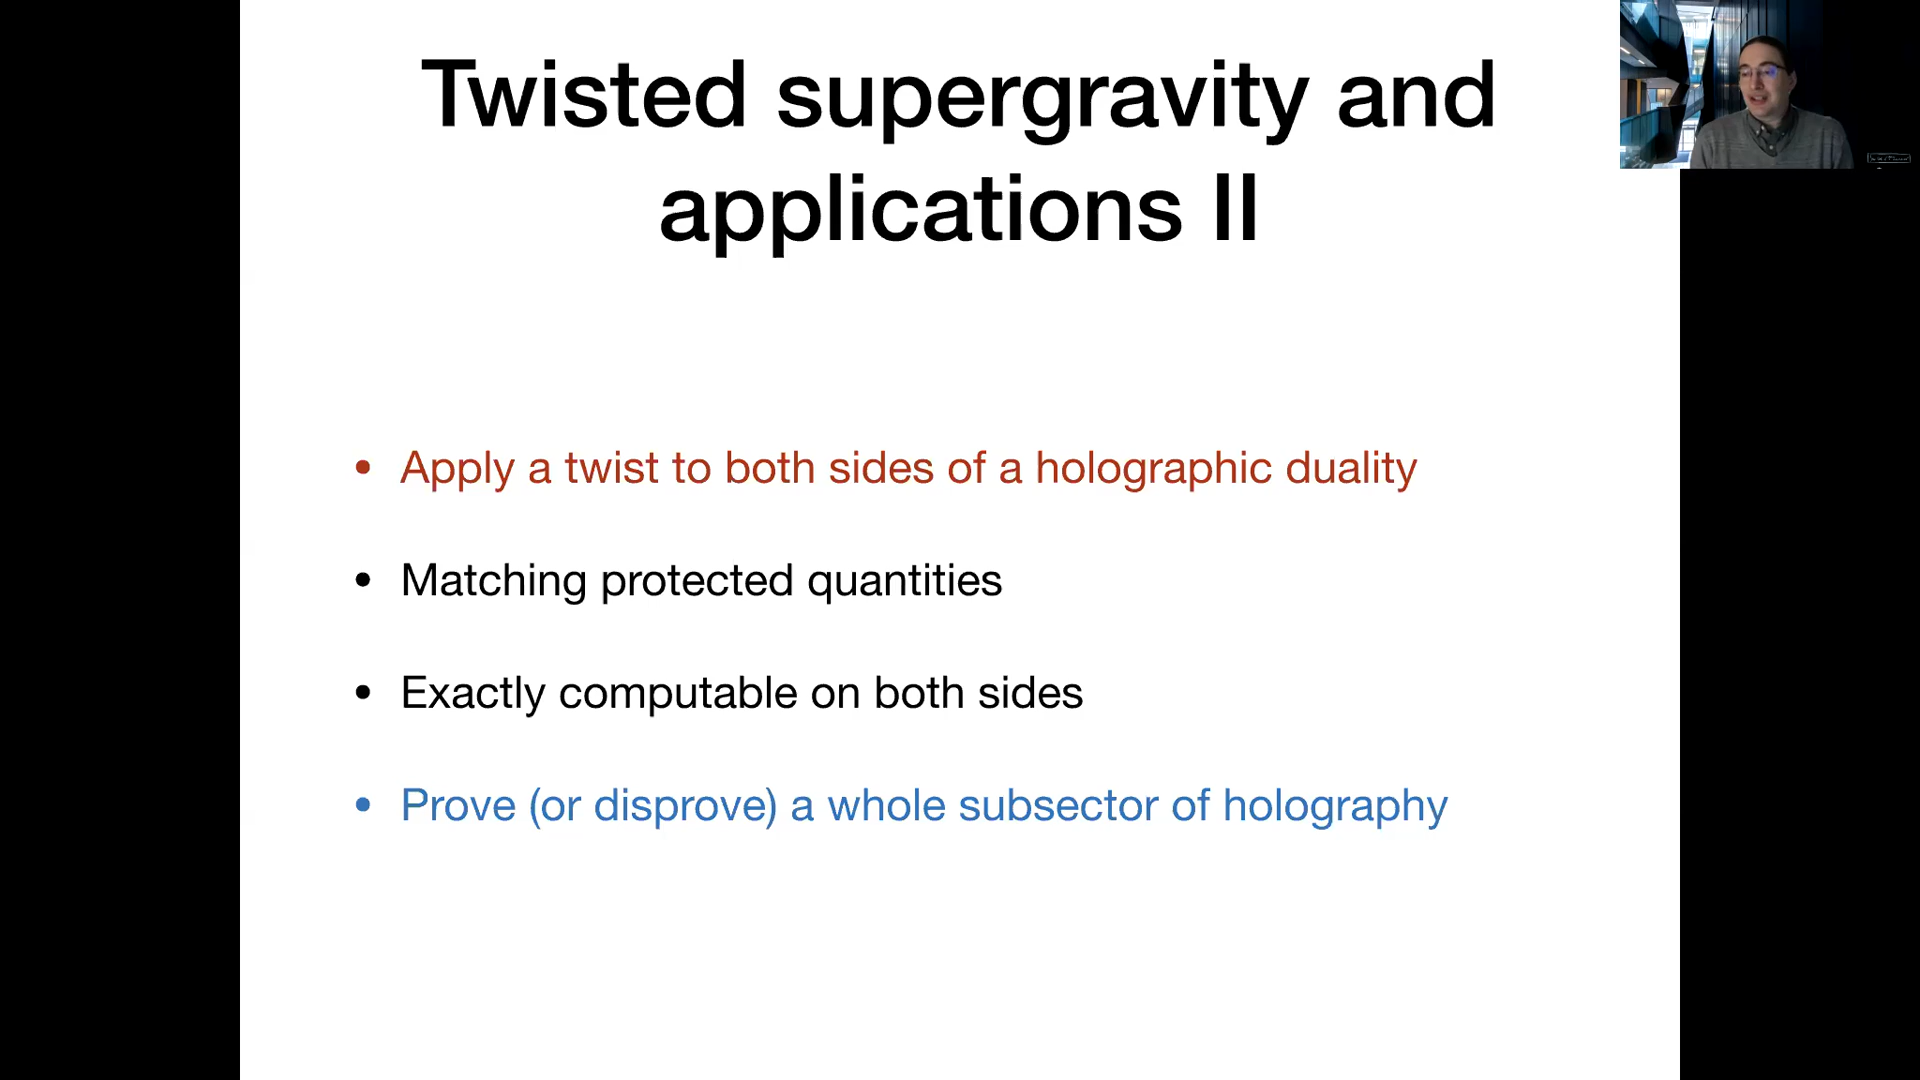 Twisted supergravity and
applications II
• Apply a twist to both sides of a holographic duality
• Matching protected quantities
• Exactly computable on both sides
• Prove (or disprove) a whole subsector of holography